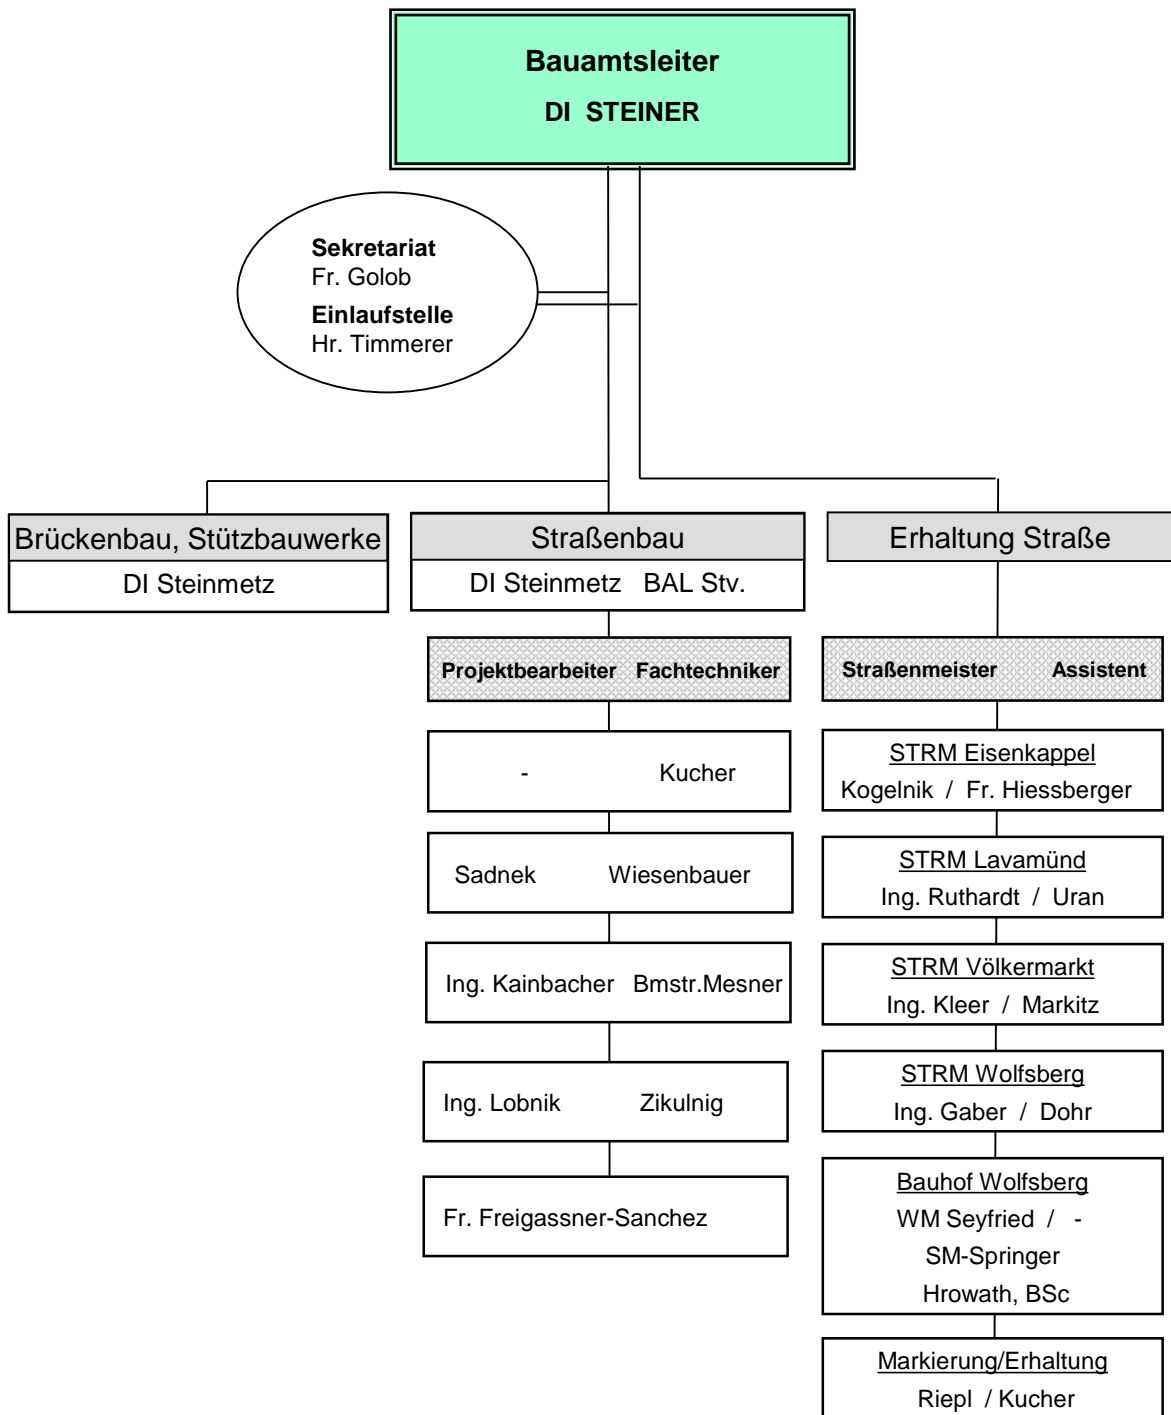 Bauamtsleiter
DI STEINER
Sekretariat
Fr. Golob
Einlaufstelle
Hr. Timmerer
Brückenbau, Stützbauwerke
DI Steinmetz
Straßenbau
DI Steinmetz BAL Stv.
Projektbearbeiter Fachtechniker
- Kucher
Sadnek Wiesenbauer
Ing. Kainbacher Bmstr.Mesner
Ing. Lobnik Zikulnig
Fr. Freigassner-Sanchez
Erhaltung Straße
Straßenmeister Assistent
STRM Eisenkappel
Kogelnik / Fr. Hiessberger
STRM Lavamünd
Ing. Ruthardt / Uran
STRM Völkermarkt
Ing. Kleer / Markitz
STRM Wolfsberg
Ing. Gaber / Dohr
Bauhof Wolfsberg
WM Seyfried / -
SM-Springer
Hrowath, BSc
Markierung/Erhaltung
Riepl / Kucher